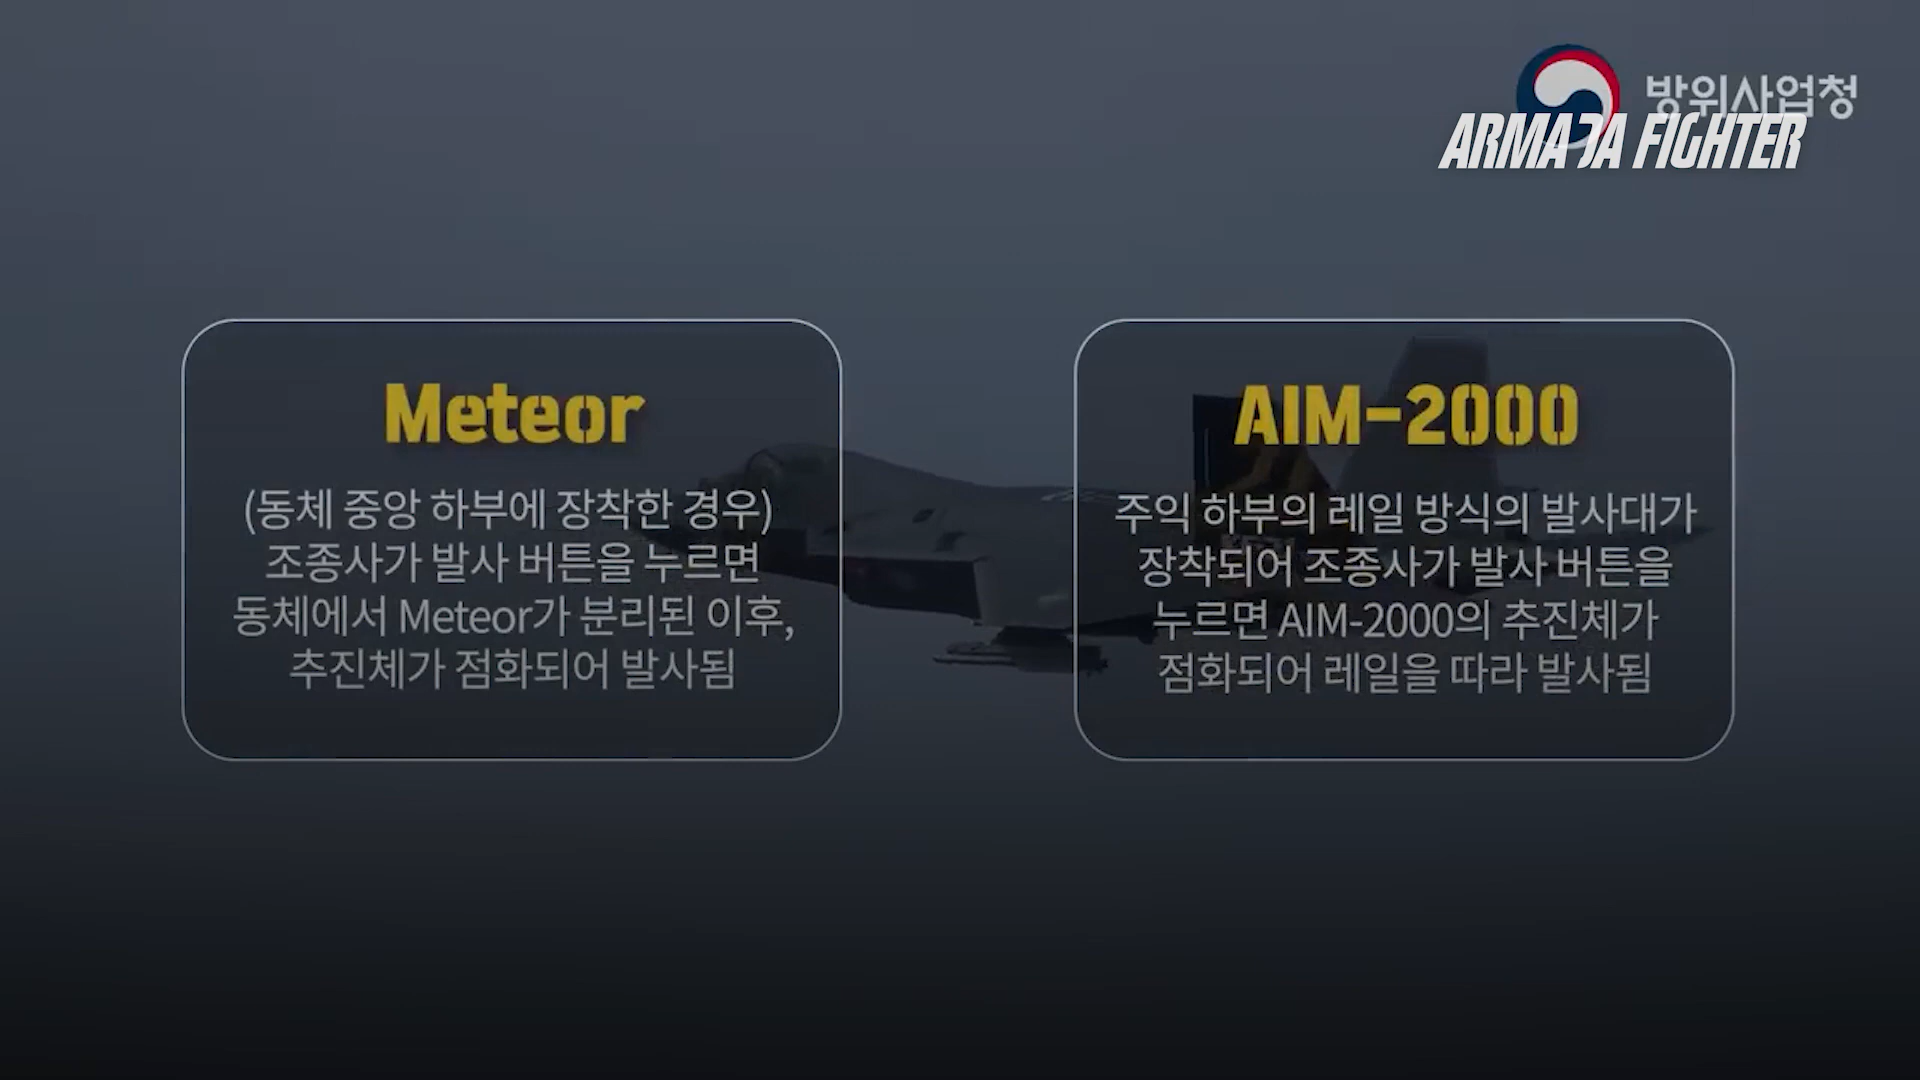 방위사업청
ARMADA FIGHTER
Meteor
(동체 중앙 하부에 장착한 경우)
조종사가 발사 버튼을 누르면
동체에서 Meteor가 분리된 이후,
추진체가 점화되어 발사됨
AIM-2000
주익 하부의 레일 방식의 발사대가
장착되어 조종사가 발사 버튼을
누르면 AIM-2000의 추진체가
점화되어 레일을 따라 발사됨